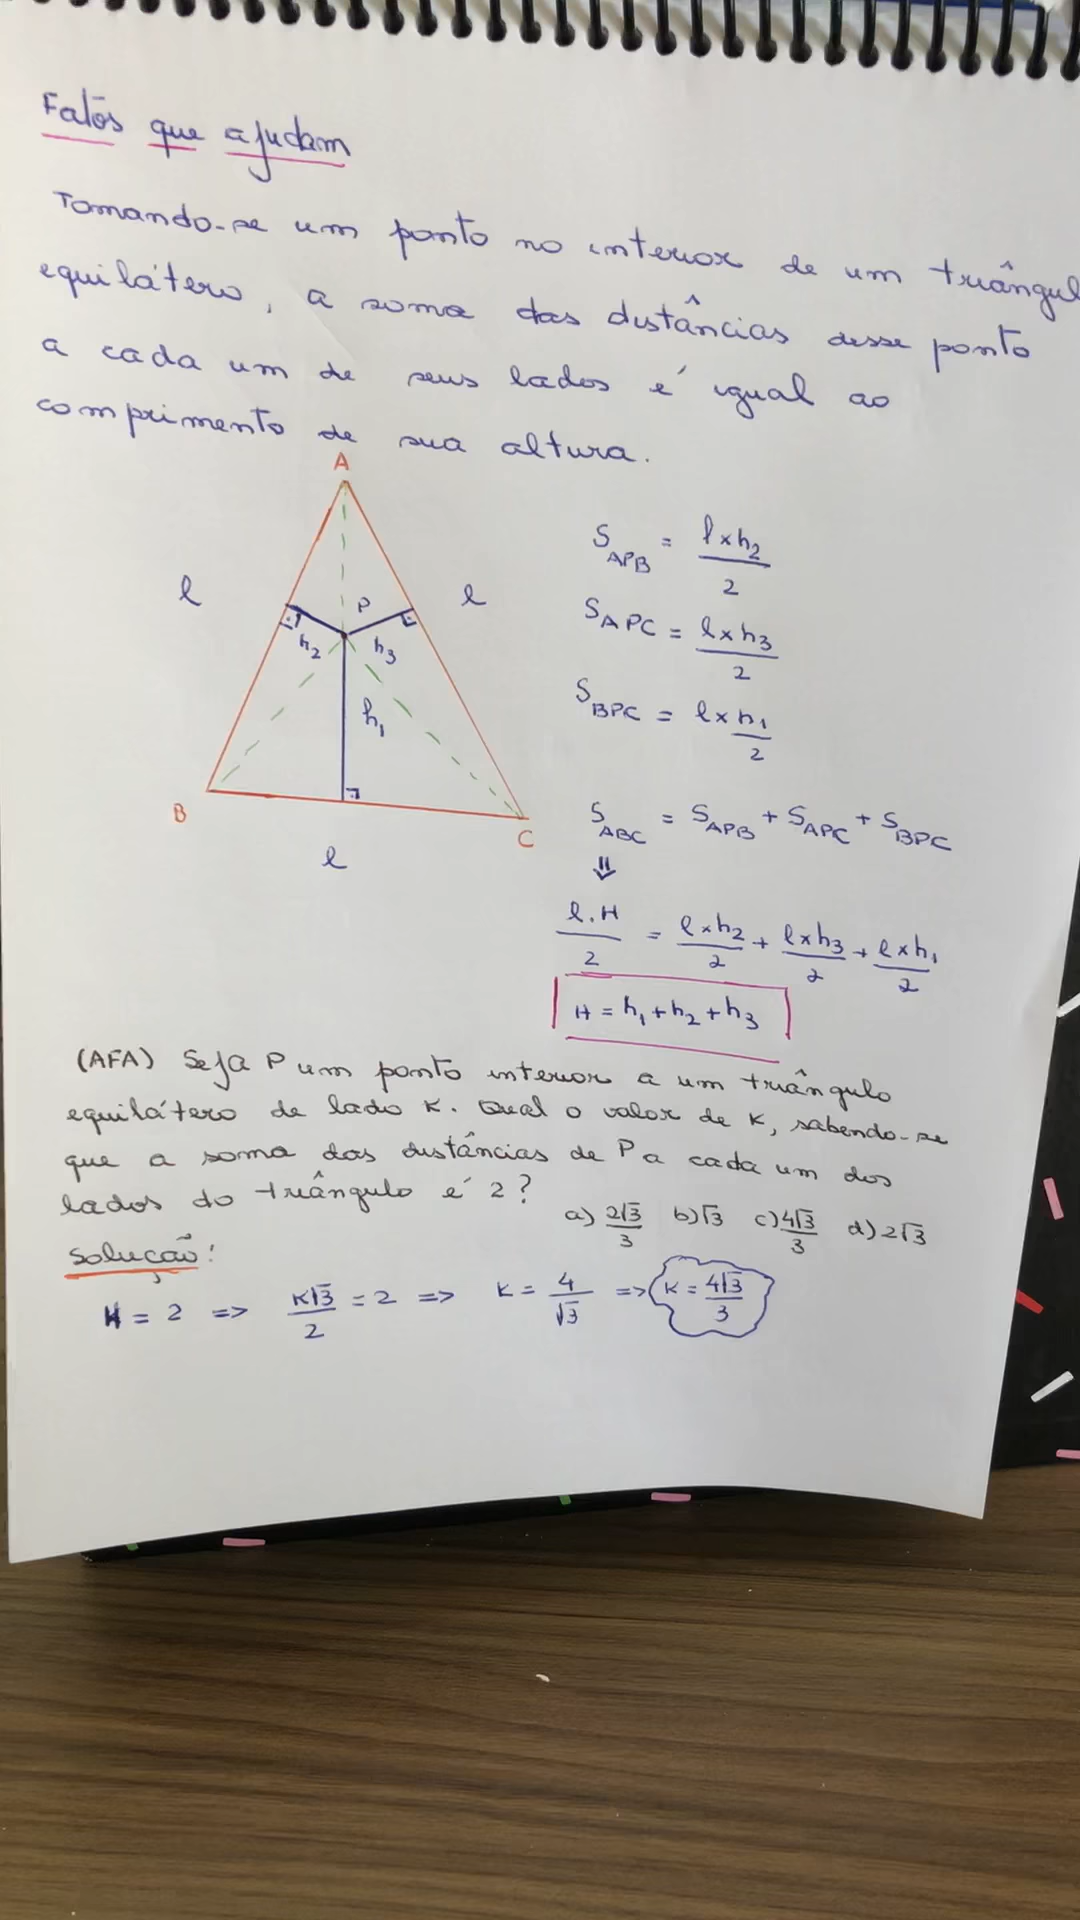 Fatos que ajudam
Tomando-se um ponto no interior de um triângul
equilátero, a soma das distâncias desse ponto
a cada um de seus lados é igual ao
comprimento de sua altura.
A
l
l
P
h₂
h₃
h₁
B
C
l
S_APB = l×h₂/2
S_APC = l×h₃/2
S_BPC = l×h₁/2
S_ABC = S_APB + S_APC + S_BPC
⇓
l.H/2 = l×h₂/2 + l×h₃/2 + l×h₁/2
H = h₁ + h₂ + h₃
(AFA) Seja P um ponto interior a um triângulo
equilátero de lado K. Qual o valor de K, sabendo-se
que a soma das distâncias de P a cada um dos
lados do triângulo é 2?
a) 2√3/3 b) √3 c) 4√3/3 d) 2√3
Solução:
H = 2 => K√3/2 = 2 => K = 4/√3 => K = 4√3/3